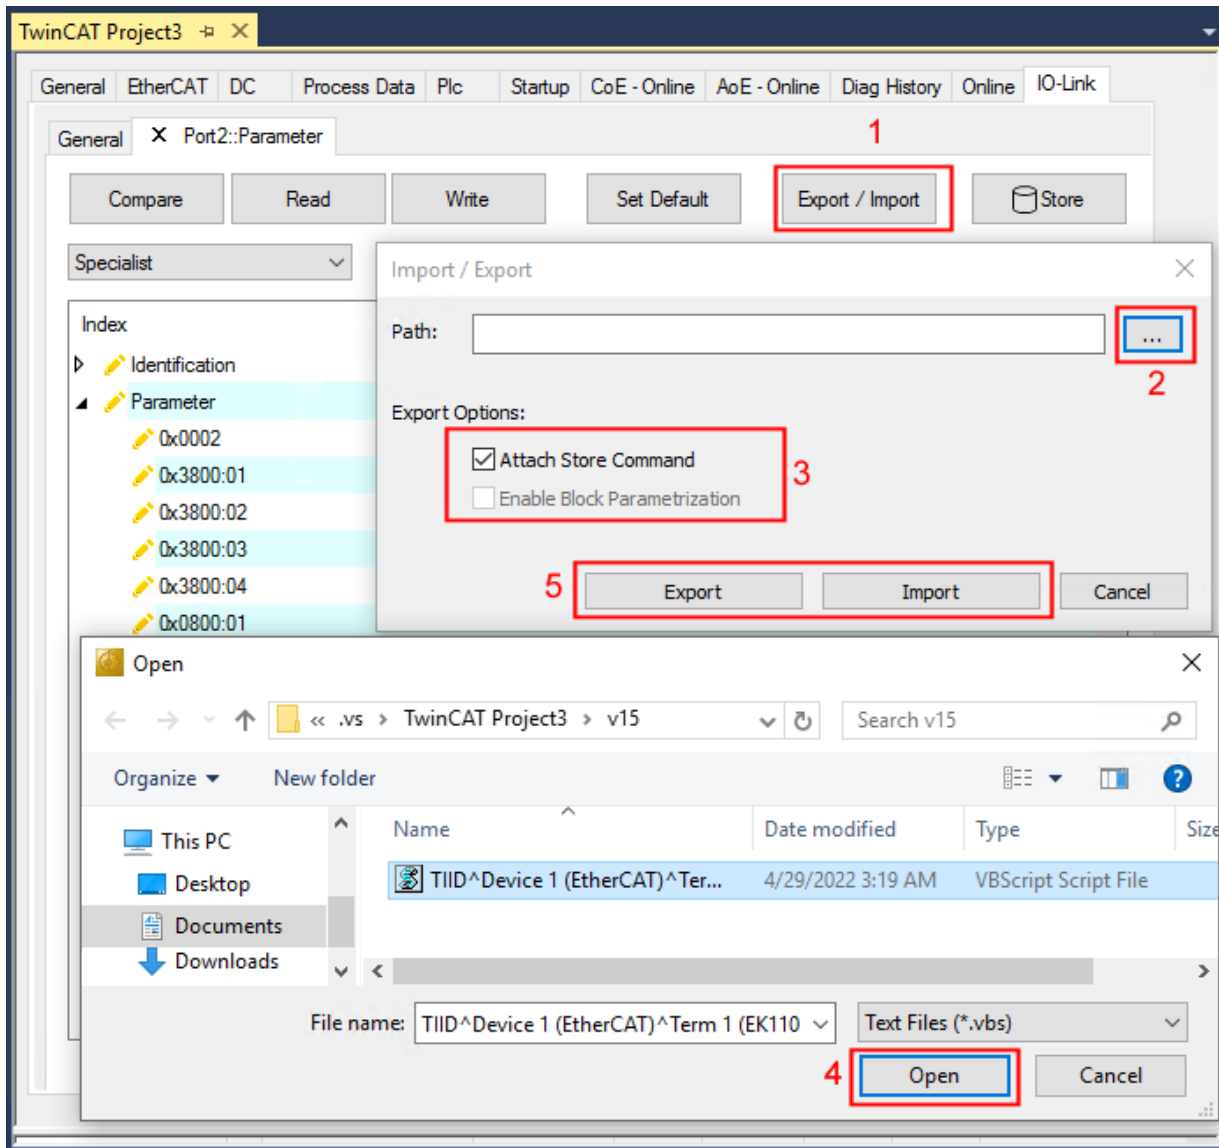 TwinCAT Project3
General EtherCAT DC Process Data Plc Startup CoE - Online AoE - Online Diag History Online IO-Link
General X Port2::Parameter
1
Compare Read Write Set Default Export / Import Store
Specialist
Import / Export
Index
Path: ...
2
Identification
Parameter
Export Options:
0x0002
Attach Store Command
3
0x3800:01
Enable Block Parametrization
0x3800:02
0x3800:03
0x3800:04
5 Export Import Cancel
0x0800:01
Open
« .vs > TwinCAT Project3 > v15 Search v15
Organize New folder
Name Date modified Type Size
This PC
TIID^Device 1 (EtherCAT)^Ter... 4/29/2022 3:19 AM VBScript Script File
Desktop
Documents
Downloads
File name: TIID^Device 1 (EtherCAT)^Term 1 (EK110 Text Files (*.vbs)
4 Open Cancel